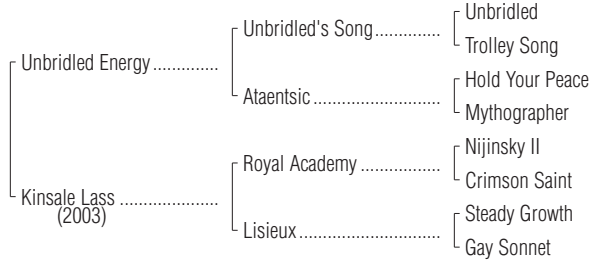 Unbridled
Unbridled's Song..............
Trolley Song
Unbridled Energy..............
Hold Your Peace
Ataentsic...........................
Mythographer
Nijinsky II
Royal Academy .................
Crimson Saint
Kinsale Lass .....................
(2003)
Steady Growth
Lisieux..............................
Gay Sonnet